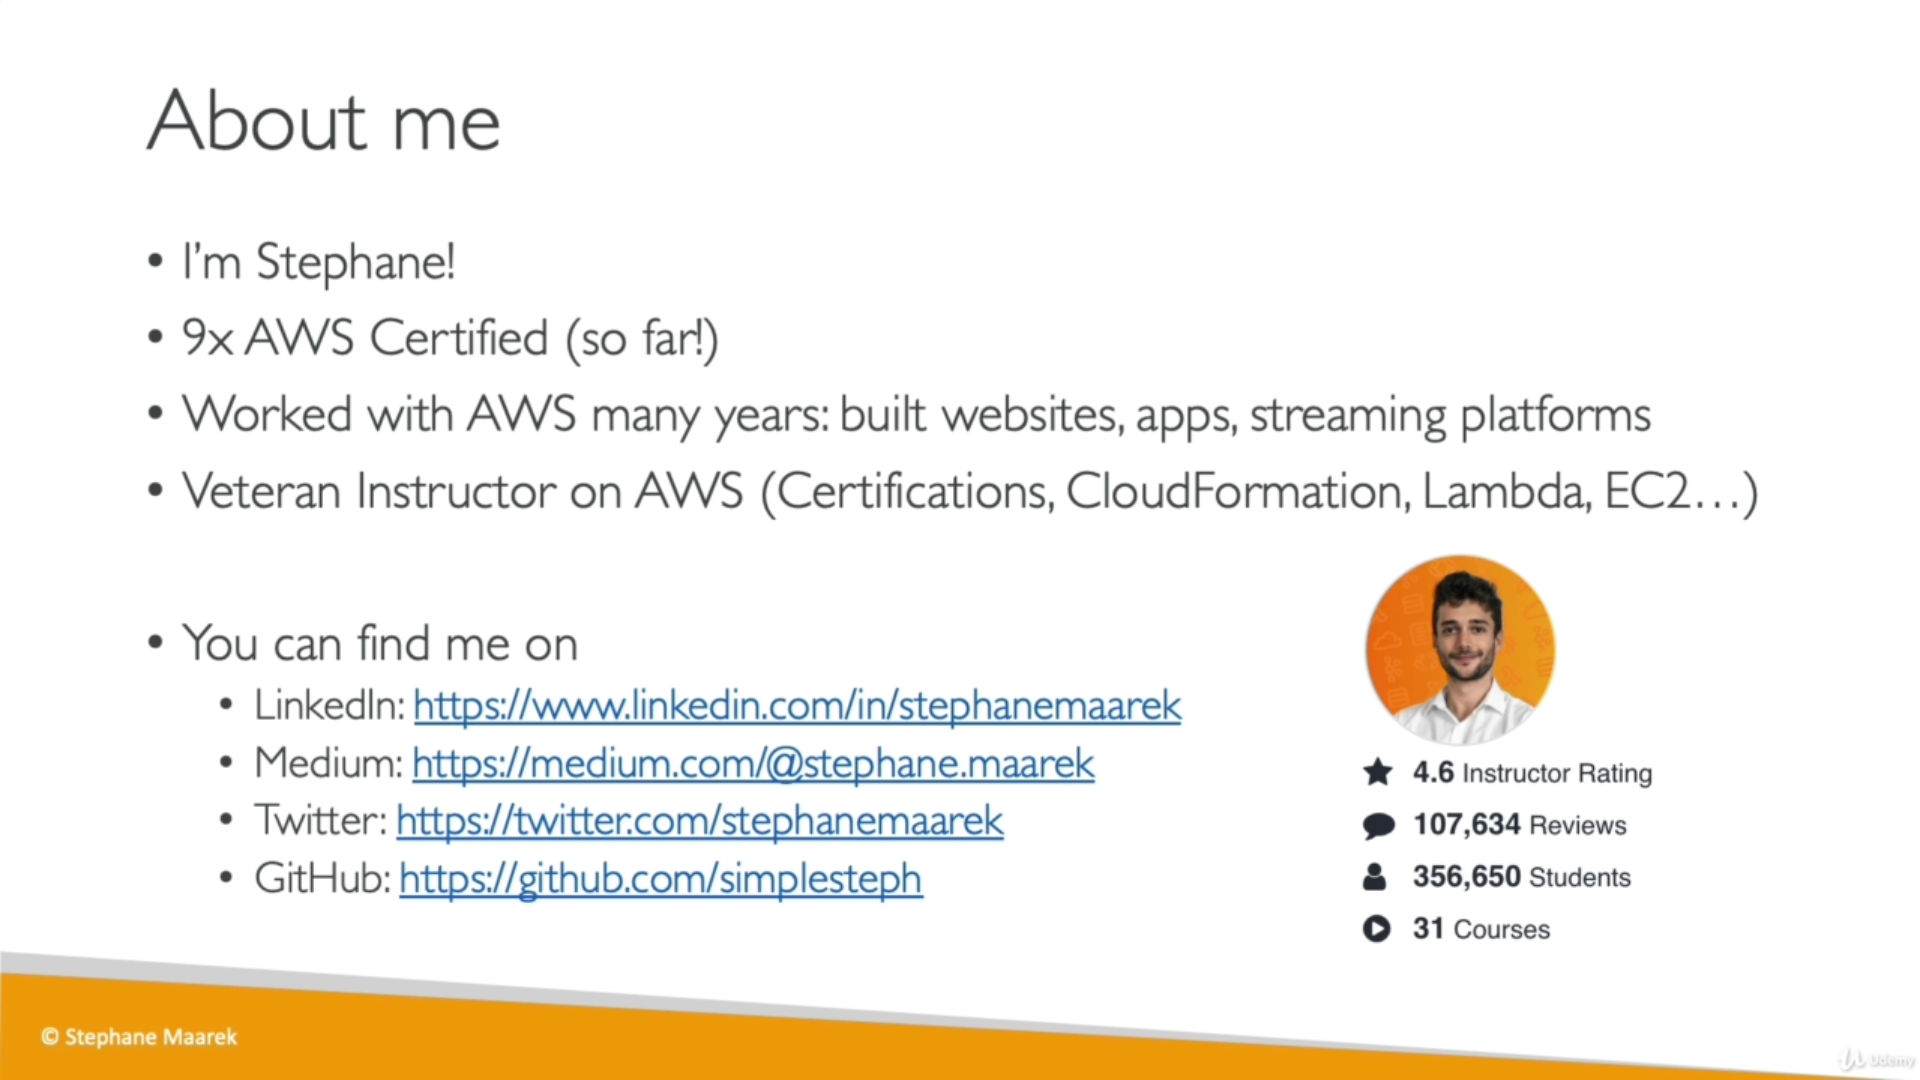 About me
• I'm Stephane!
• 9x AWS Certified (so far!)
• Worked with AWS many years: built websites, apps, streaming platforms
• Veteran Instructor on AWS (Certifications, CloudFormation, Lambda, EC2…)
• You can find me on
• LinkedIn: https://www.linkedin.com/in/stephanemaarek
• Medium: https://medium.com/@stephane.maarek
• Twitter: https://twitter.com/stephanemaarek
• GitHub: https://github.com/simplesteph
4.6 Instructor Rating
107,634 Reviews
356,650 Students
31 Courses
© Stephane Maarek
Udemy